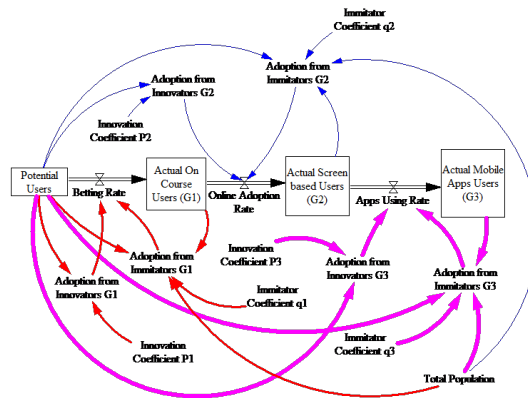 Immitator
Coefficient q2
Adoption from
Immitators G2
Adoption from
Innovators G2
Innovation
Coefficient P2
Potential
Users
Betting Rate
Actual On
Course
Users (G1)
Online Adoption
Rate
Actual Screen
based Users
(G2)
Apps Using Rate
Actual Mobile
Apps Users
(G3)
Adoption from
Immitators G1
Innovation
Coefficient P3
Adoption from
Innovators G3
Adoption from
Innovators G1
Adoption from
Immitators G3
Immitator
Coefficient q1
Innovation
Coefficient P1
Immitator
Coefficient q3
Total Population